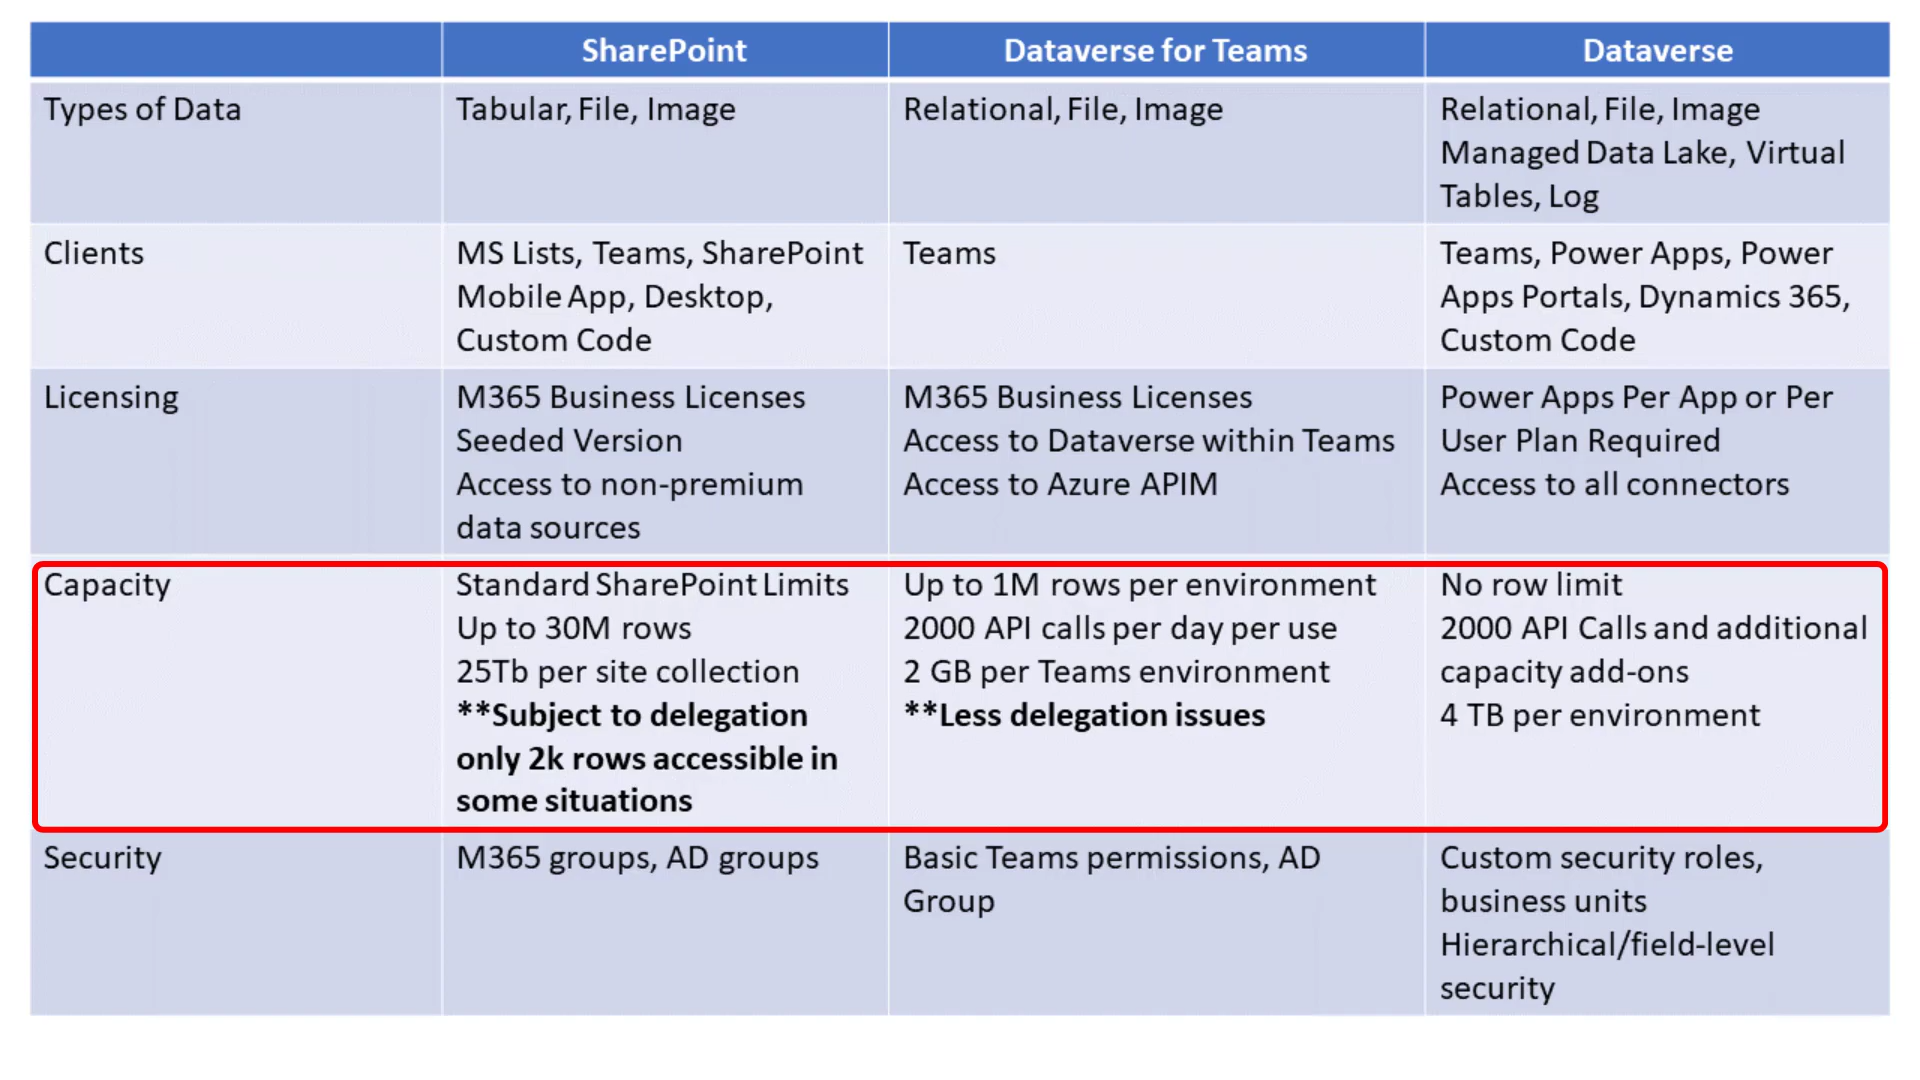 SharePoint
Dataverse for Teams
Dataverse
Types of Data
Tabular, File, Image
Relational, File, Image
Relational, File, Image
Managed Data Lake, Virtual
Tables, Log
Clients
MS Lists, Teams, SharePoint
Mobile App, Desktop,
Custom Code
Teams
Teams, Power Apps, Power
Apps Portals, Dynamics 365,
Custom Code
Licensing
M365 Business Licenses
Seeded Version
Access to non-premium
data sources
M365 Business Licenses
Access to Dataverse within Teams
Access to Azure APIM
Power Apps Per App or Per
User Plan Required
Access to all connectors
Capacity
Standard SharePoint Limits
Up to 30M rows
25Tb per site collection
**Subject to delegation
only 2k rows accessible in
some situations
Up to 1M rows per environment
2000 API calls per day per use
2 GB per Teams environment
**Less delegation issues
No row limit
2000 API Calls and additional
capacity add-ons
4 TB per environment
Security
M365 groups, AD groups
Basic Teams permissions, AD
Group
Custom security roles,
business units
Hierarchical/field-level
security